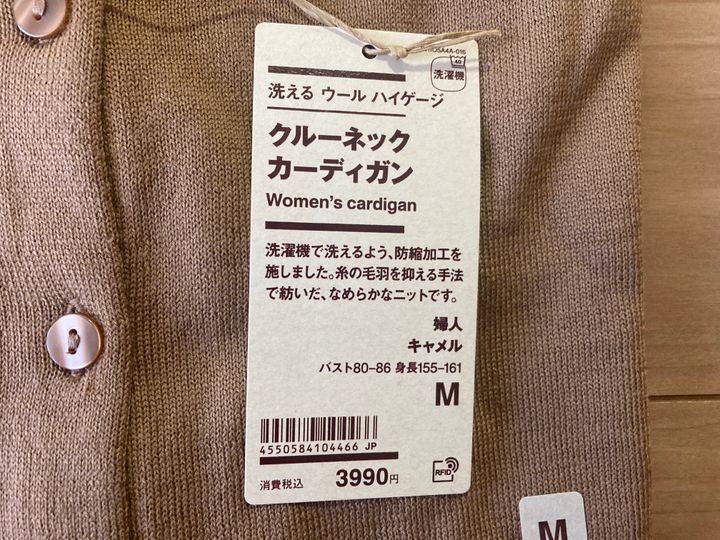 40
洗濯機
洗える ウール ハイゲージ
クルーネック
カーディガン
Women's cardigan
洗濯機で洗えるよう、防縮加工を
施しました。糸の毛羽を抑える手法
で紡いだ、なめらかなニットです。
婦人
キャメル
バスト80–86 身長155–161
M
4550584104466 JP
消費税込 3990円
RFID
M